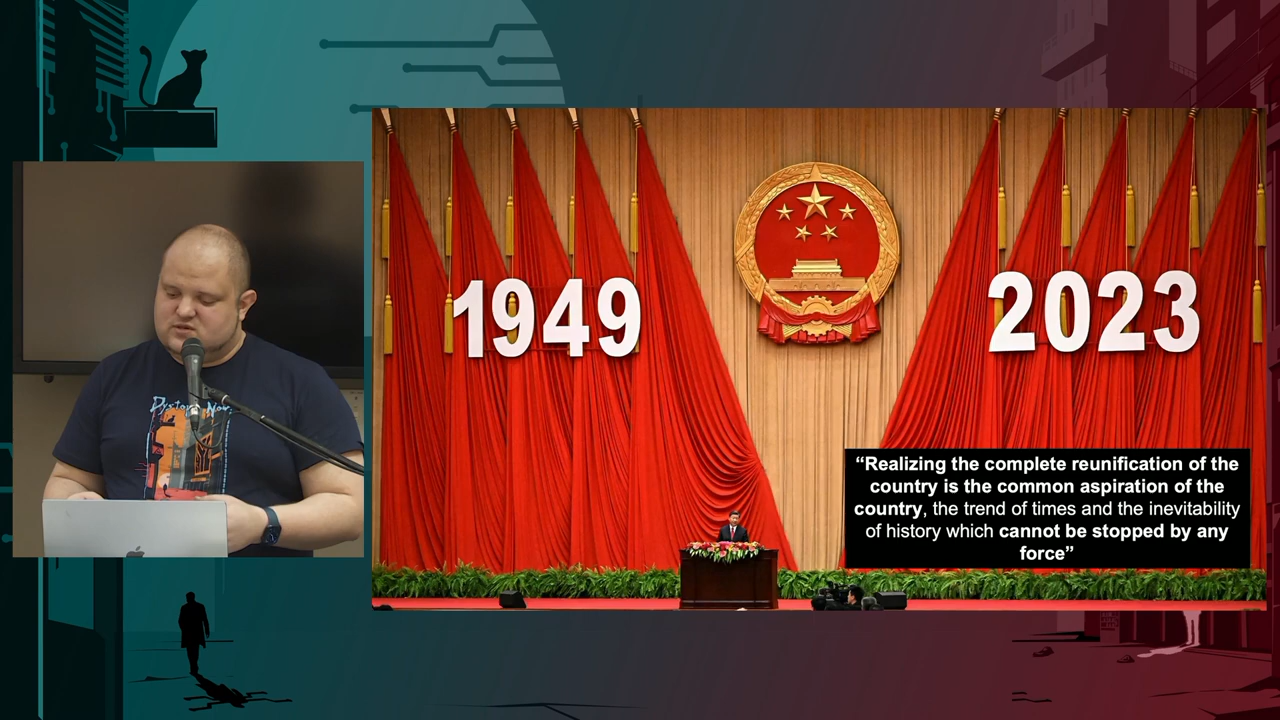 1949
2023
“Realizing the complete reunification of the
country is the common aspiration of the
country, the trend of times and the inevitability
of history which cannot be stopped by any
force”